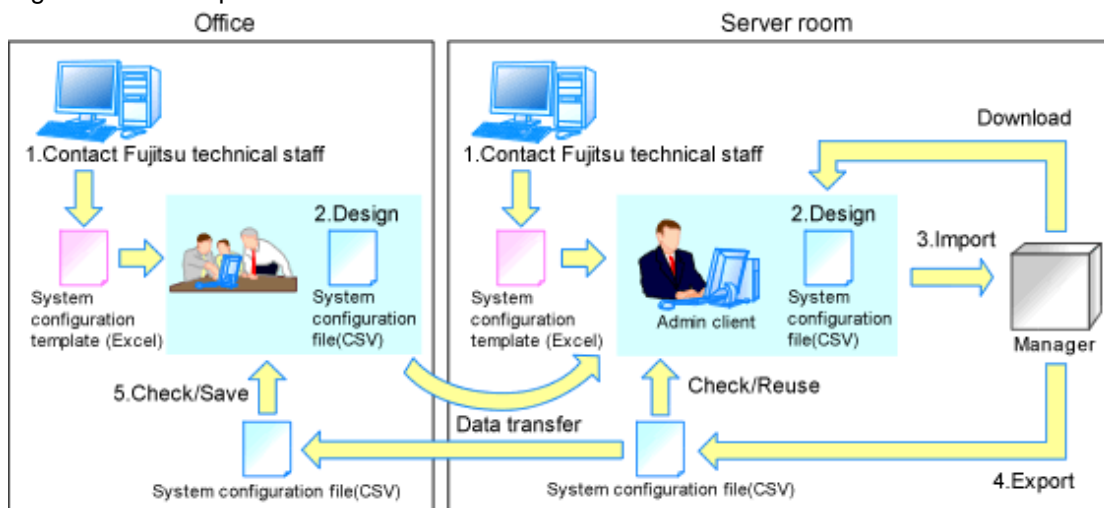 Office
Server room
Download
1.Contact Fujitsu technical staff
1.Contact Fujitsu technical staff
2.Design
2.Design
3.Import
System
configuration
template (Excel)
System
configuration
file(CSV)
System
configuration
template (Excel)
Admin client
System
configuration
file(CSV)
Manager
5.Check/Save
Check/Reuse
Data transfer
System configuration file(CSV)
System configuration file(CSV)
4.Export